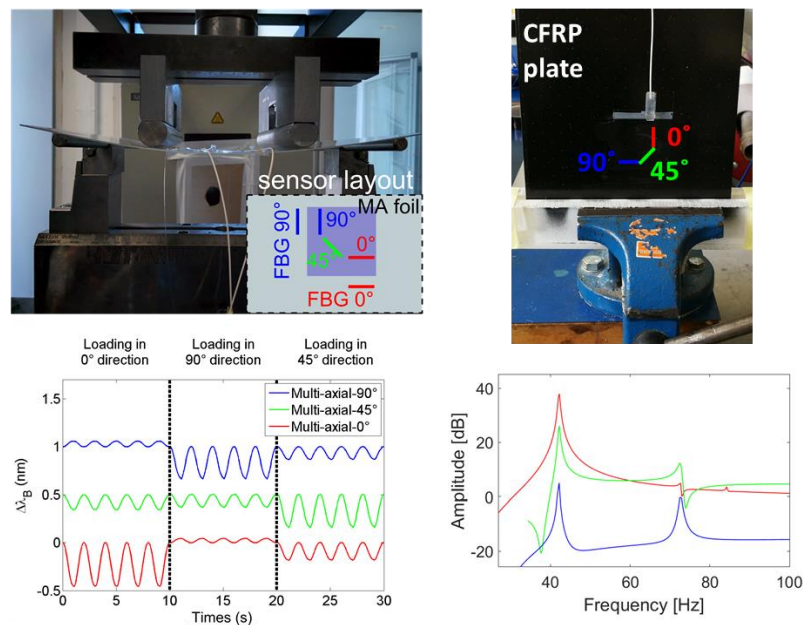 CFRP
plate
0°
90°
45°
sensor layout
MA foil
FBG 90°
90°
0°
45°
FBG 0°
Loading in
0° direction
Loading in
90° direction
Loading in
45° direction
Multi-axial-90°
Multi-axial-45°
Multi-axial-0°
1.5
1
0.5
0
-0.5
ΔλB (nm)
0
5
10
15
20
25
30
Times (s)
40
20
0
-20
Amplitude [dB]
40
60
80
100
Frequency [Hz]